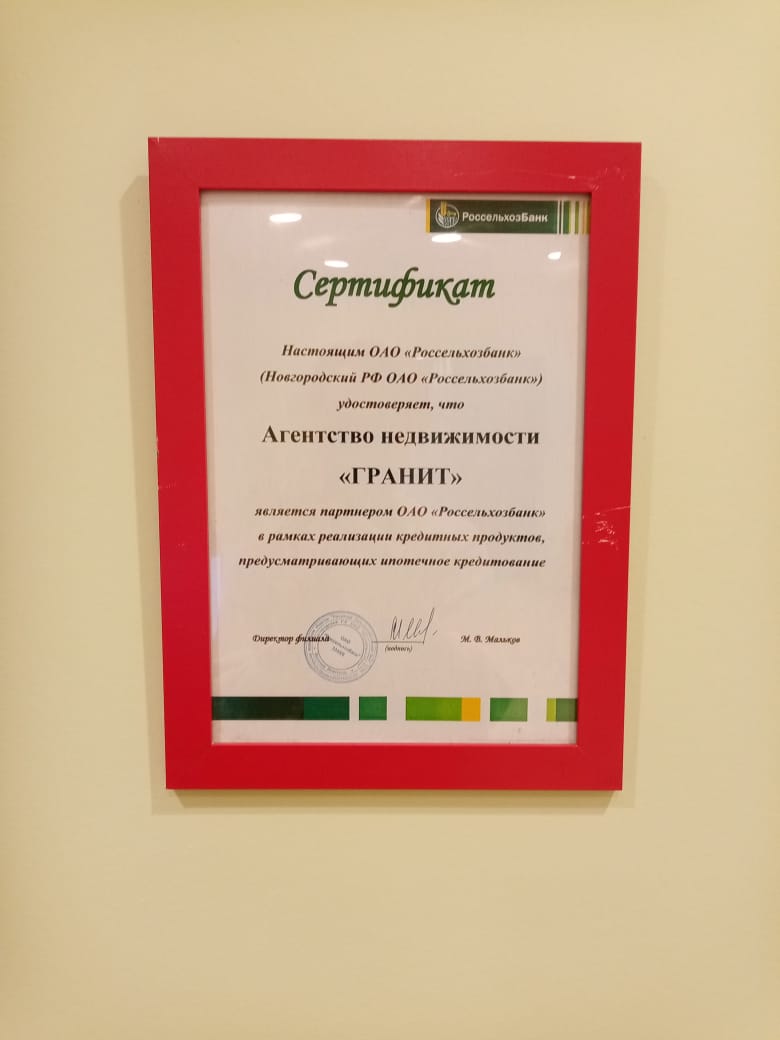 РоссельхозБанк
Сертификат
Настоящим ОАО «Россельхозбанк»
(Новгородский РФ ОАО «Россельхозбанк»)
удостоверяет, что
Агентство недвижимости
«ГРАНИТ»
является партнером ОАО «Россельхозбанк»
в рамках реализации кредитных продуктов,
предусматривающих ипотечное кредитование
Директор филиала (подпись) М. В. Мальков